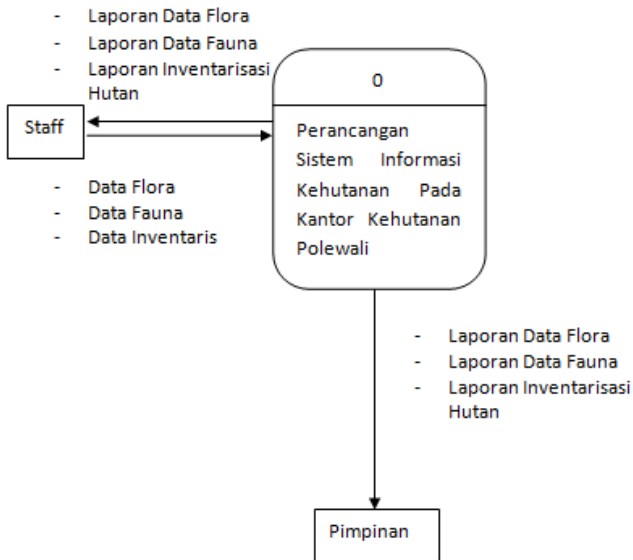 - Laporan Data Flora
- Laporan Data Fauna
- Laporan Inventarisasi
Hutan
Staff
0
Perancangan
Sistem Informasi
Kehutanan Pada
Kantor Kehutanan
Polewali
- Data Flora
- Data Fauna
- Data Inventaris
- Laporan Data Flora
- Laporan Data Fauna
- Laporan Inventarisasi
Hutan
Pimpinan